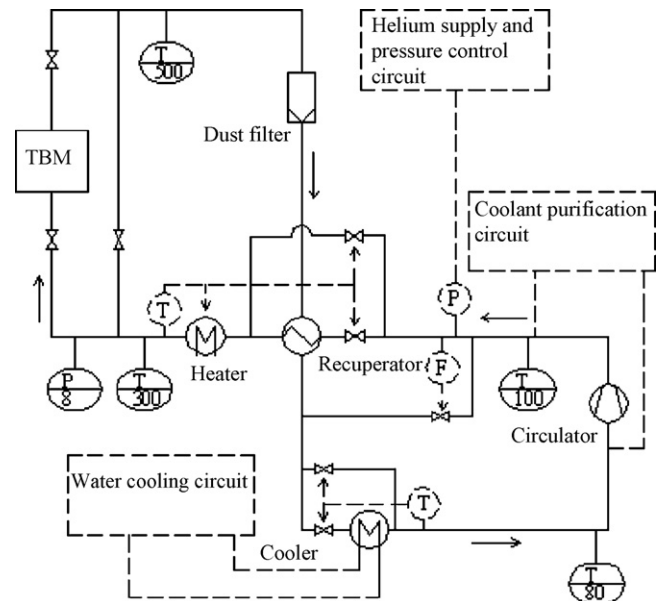 Helium supply and
pressure control
circuit
T
500
Dust filter
TBM
Coolant purification
circuit
T
P
Heater
Recuperator
F
P
8
T
300
T
100
Circulator
Water cooling circuit
T
Cooler
T
80